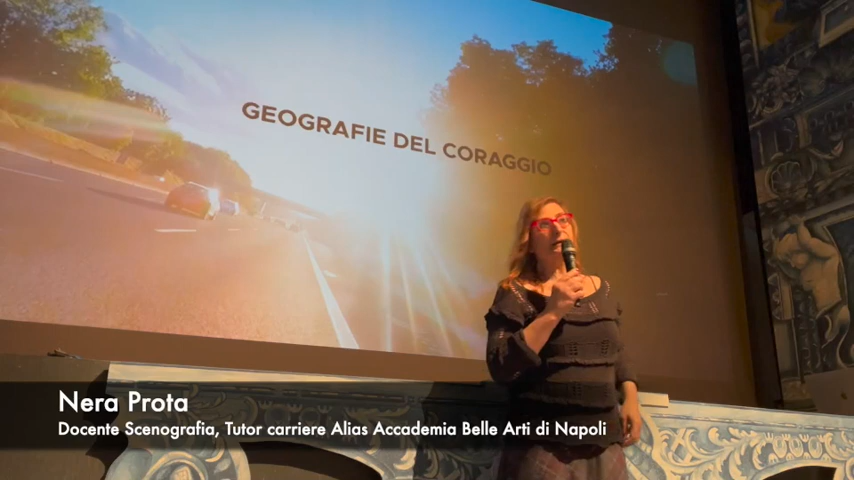 GEOGRAFIE DEL CORAGGIO
Nera Prota
Docente Scenografia, Tutor carriere Alias Accademia Belle Arti di Napoli